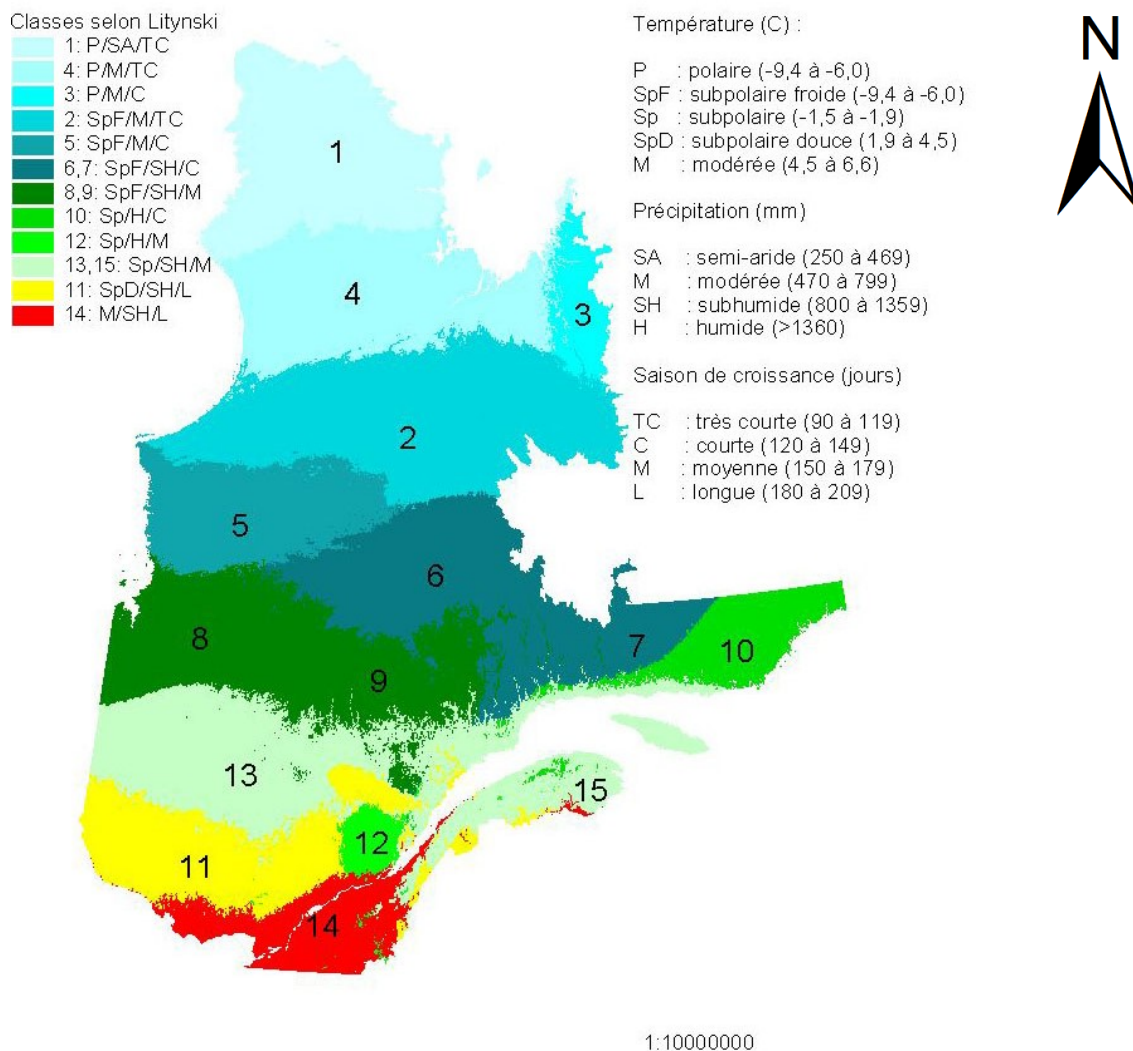 Classes selon Litynski
1: P/SA/TC
4: P/M/TC
3: P/M/C
2: SpF/M/TC
5: SpF/M/C
6,7: SpF/SH/C
8,9: SpF/SH/M
10: Sp/H/C
12: Sp/H/M
13,15: Sp/SH/M
11: SpD/SH/L
14: M/SH/L
Température (C) :
P : polaire (-9,4 à -6,0)
SpF : subpolaire froide (-9,4 à -6,0)
Sp : subpolaire (-1,5 à -1,9)
SpD : subpolaire douce (1,9 à 4,5)
M : modérée (4,5 à 6,6)
Précipitation (mm)
SA : semi-aride (250 à 469)
M : modérée (470 à 799)
SH : subhumide (800 à 1359)
H : humide (>1360)
Saison de croissance (jours)
TC : très courte (90 à 119)
C : courte (120 à 149)
M : moyenne (150 à 179)
L : longue (180 à 209)
N
1
4
3
2
5
6
8
7
10
9
13
15
12
11
14
1:10000000